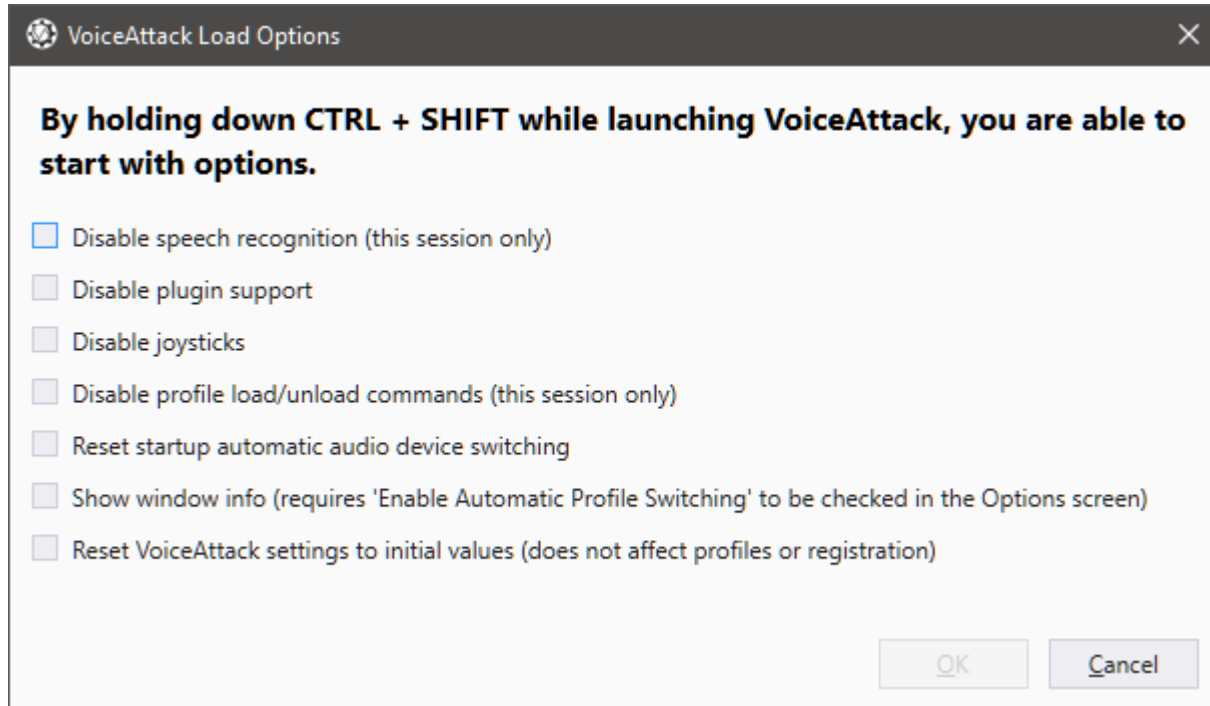 VoiceAttack Load Options
By holding down CTRL + SHIFT while launching VoiceAttack, you are able to
start with options.
Disable speech recognition (this session only)
Disable plugin support
Disable joysticks
Disable profile load/unload commands (this session only)
Reset startup automatic audio device switching
Show window info (requires 'Enable Automatic Profile Switching' to be checked in the Options screen)
Reset VoiceAttack settings to initial values (does not affect profiles or registration)
OK Cancel